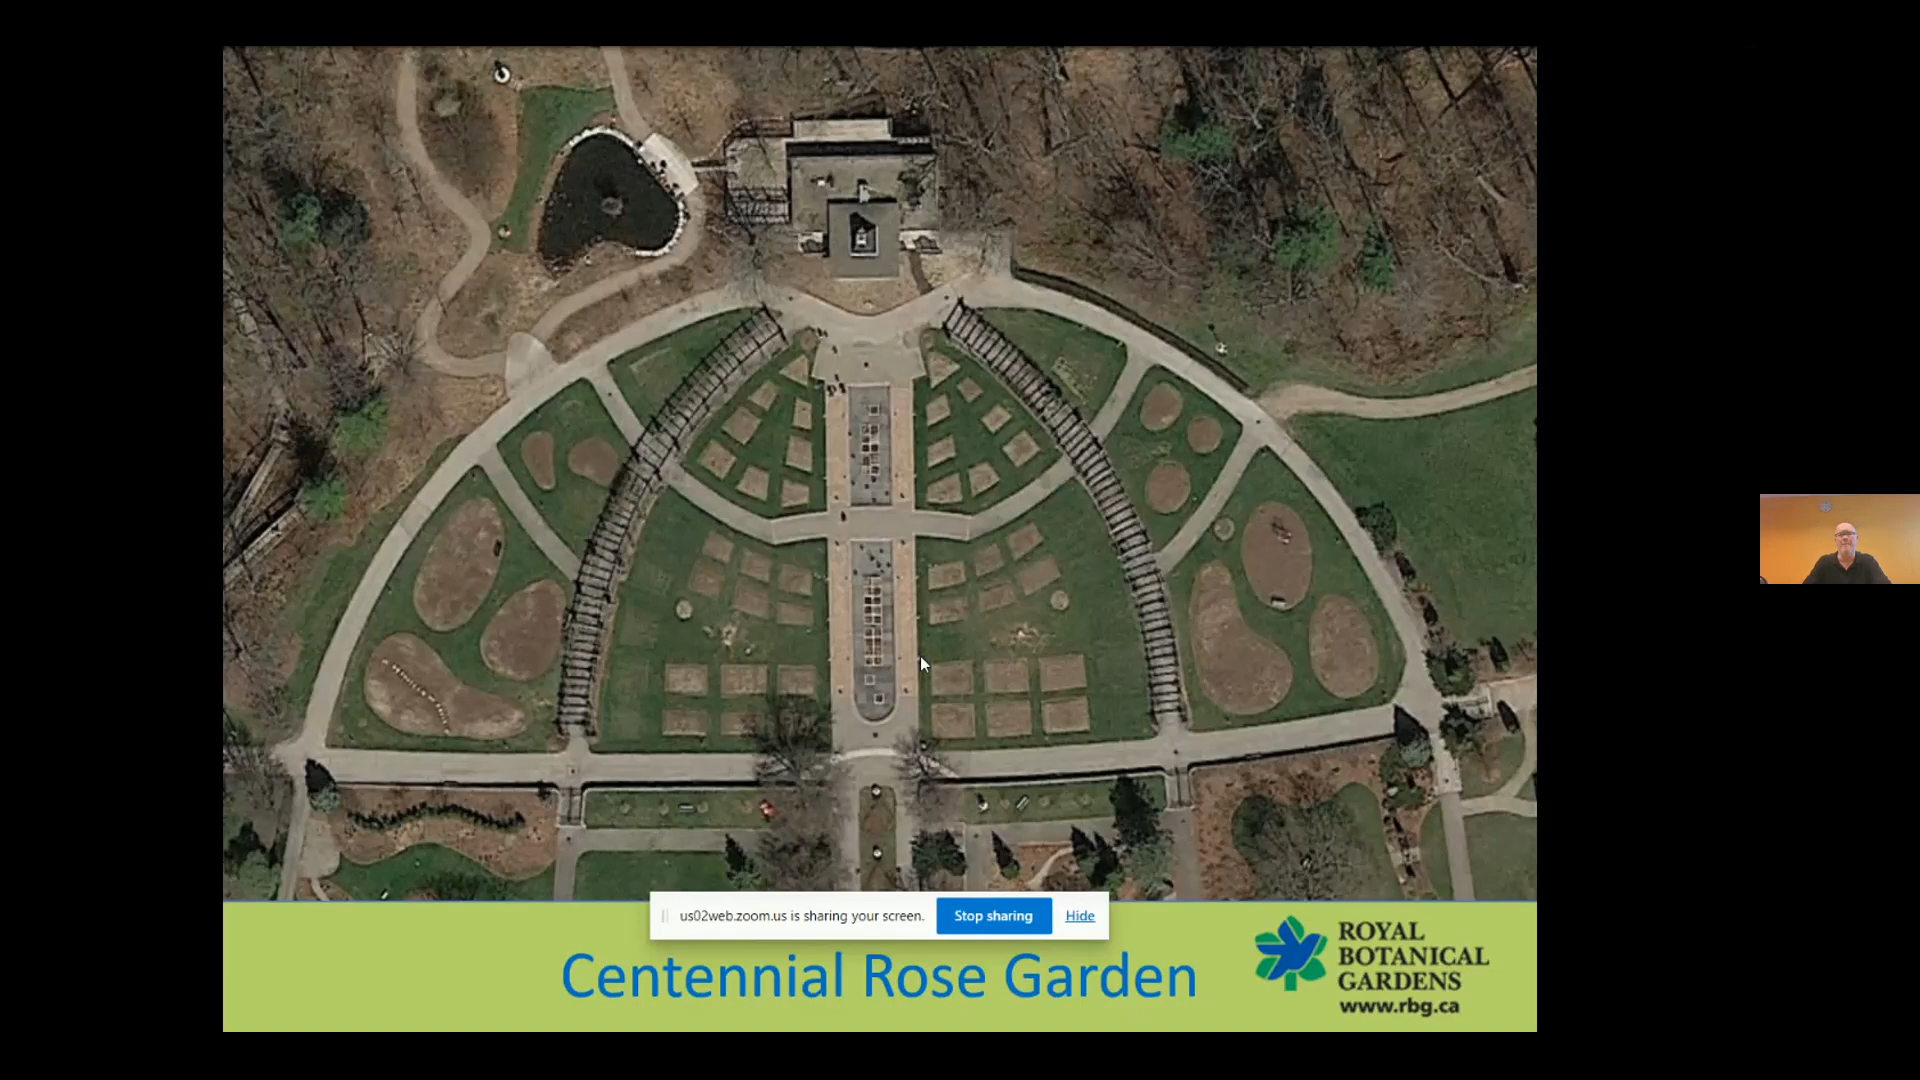 us02web.zoom.us is sharing your screen. Stop sharing Hide
Centennial Rose Garden
ROYAL
BOTANICAL
GARDENS
www.rbg.ca